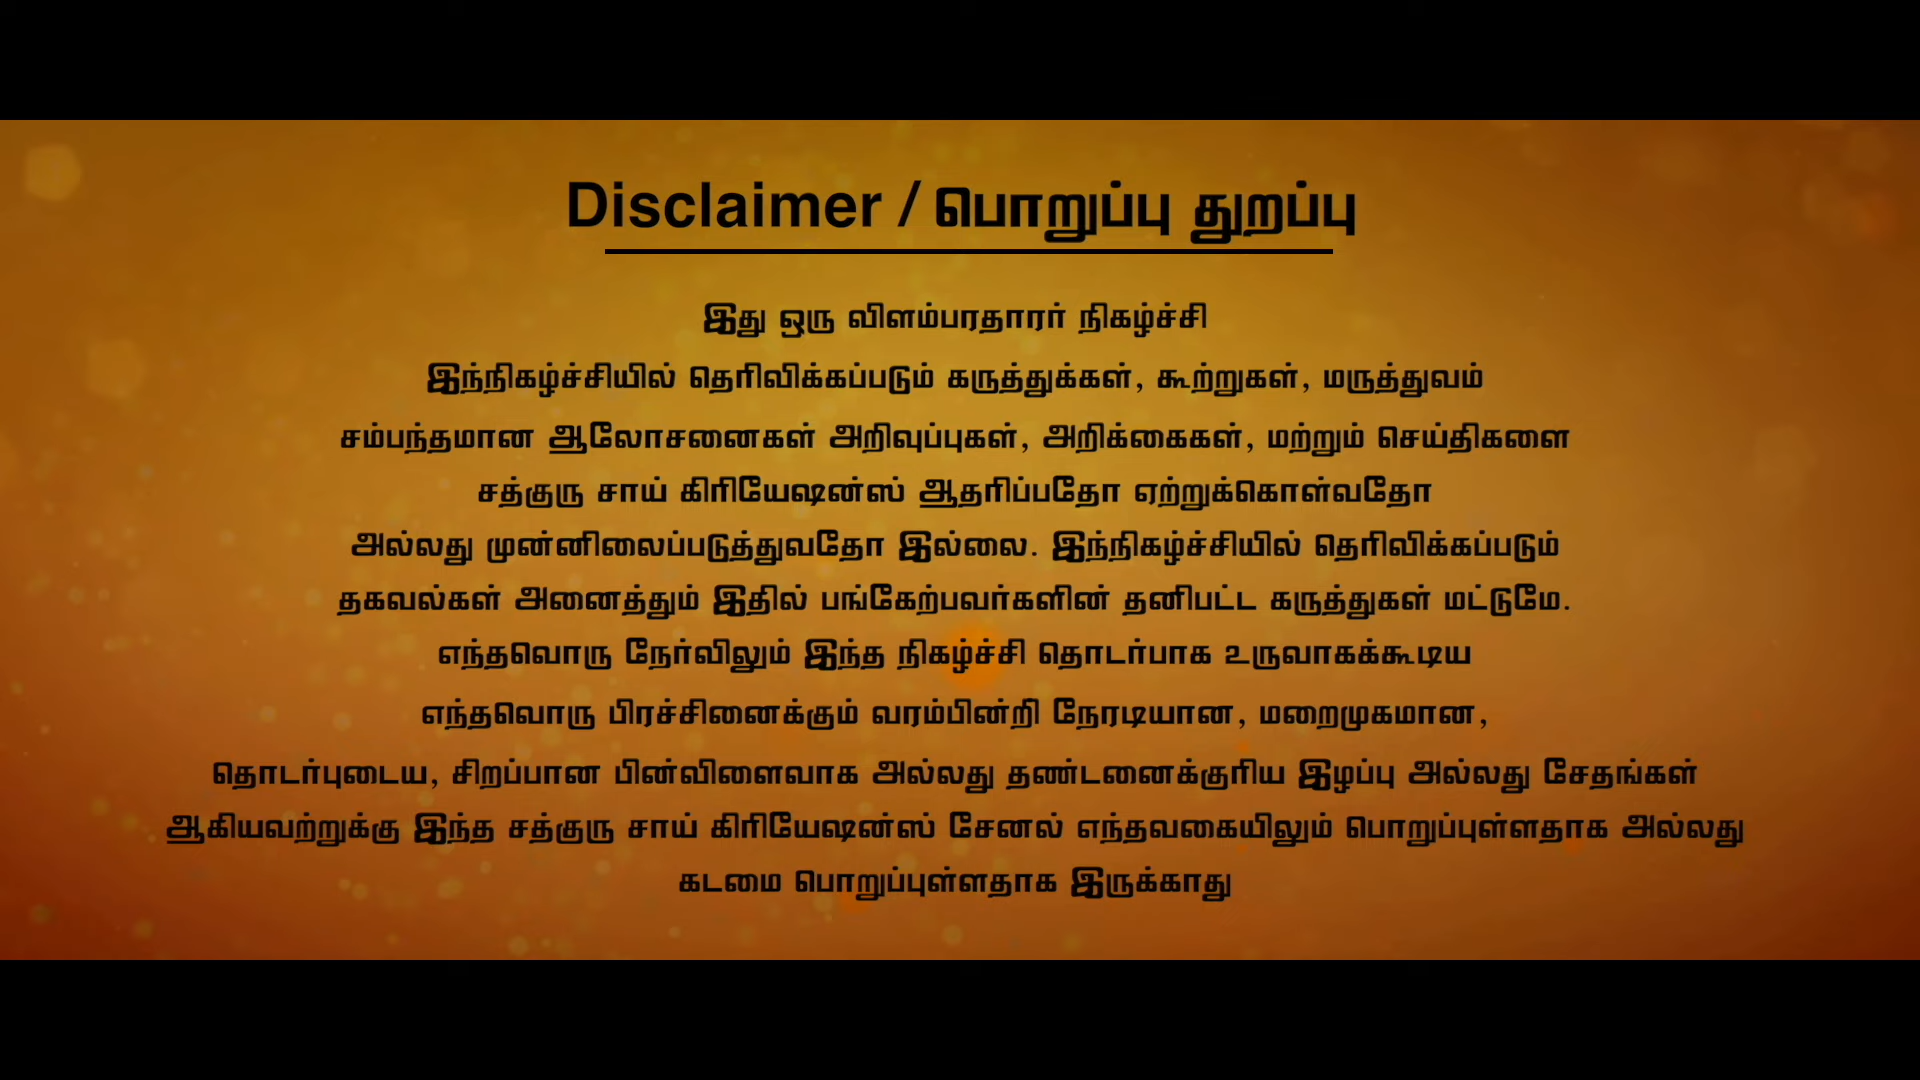 Disclaimer / பொறுப்பு துறப்பு
இது ஒரு விளம்பரதாரர் நிகழ்ச்சி
இந்நிகழ்ச்சியில் தெரிவிக்கப்படும் கருத்துக்கள், கூற்றுகள், மருத்துவம்
சம்பந்தமான ஆலோசனைகள் அறிவுப்புகள், அறிக்கைகள், மற்றும் செய்திகளை
சத்குரு சாய் கிரியேஷன்ஸ் ஆதரிப்பதோ ஏற்றுக்கொள்வதோ
அல்லது முன்னிலைப்படுத்துவதோ இல்லை. இந்நிகழ்ச்சியில் தெரிவிக்கப்படும்
தகவல்கள் அனைத்தும் இதில் பங்கேற்பவர்களின் தனிபட்ட கருத்துகள் மட்டுமே.
எந்தவொரு நேர்விலும் இந்த நிகழ்ச்சி தொடர்பாக உருவாகக்கூடிய
எந்தவொரு பிரச்சினைக்கும் வரம்பின்றி நேரடியான, மறைமுகமான,
தொடர்புடைய, சிறப்பான பின்விளைவாக அல்லது தண்டனைக்குரிய இழப்பு அல்லது சேதங்கள்
ஆகியவற்றுக்கு இந்த சத்குரு சாய் கிரியேஷன்ஸ் சேனல் எந்தவகையிலும் பொறுப்புள்ளதாக அல்லது
கடமை பொறுப்புள்ளதாக இருக்காது